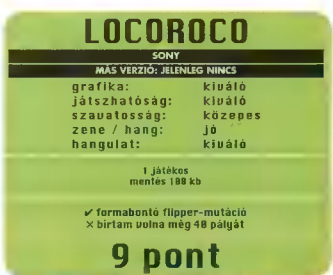 LOCOROCO
SONY
MÁS VERZIÓ: JELENLEG NINCS
grafika: kiváló
játszhatóság: kiváló
szavatosság: közepes
zene / hang: jó
hangulat: kiváló
1 játékos
mentés 188 kb
✔ formabontó flipper-mutáció
✕ bírtam volna még 40 pályát
9 pont